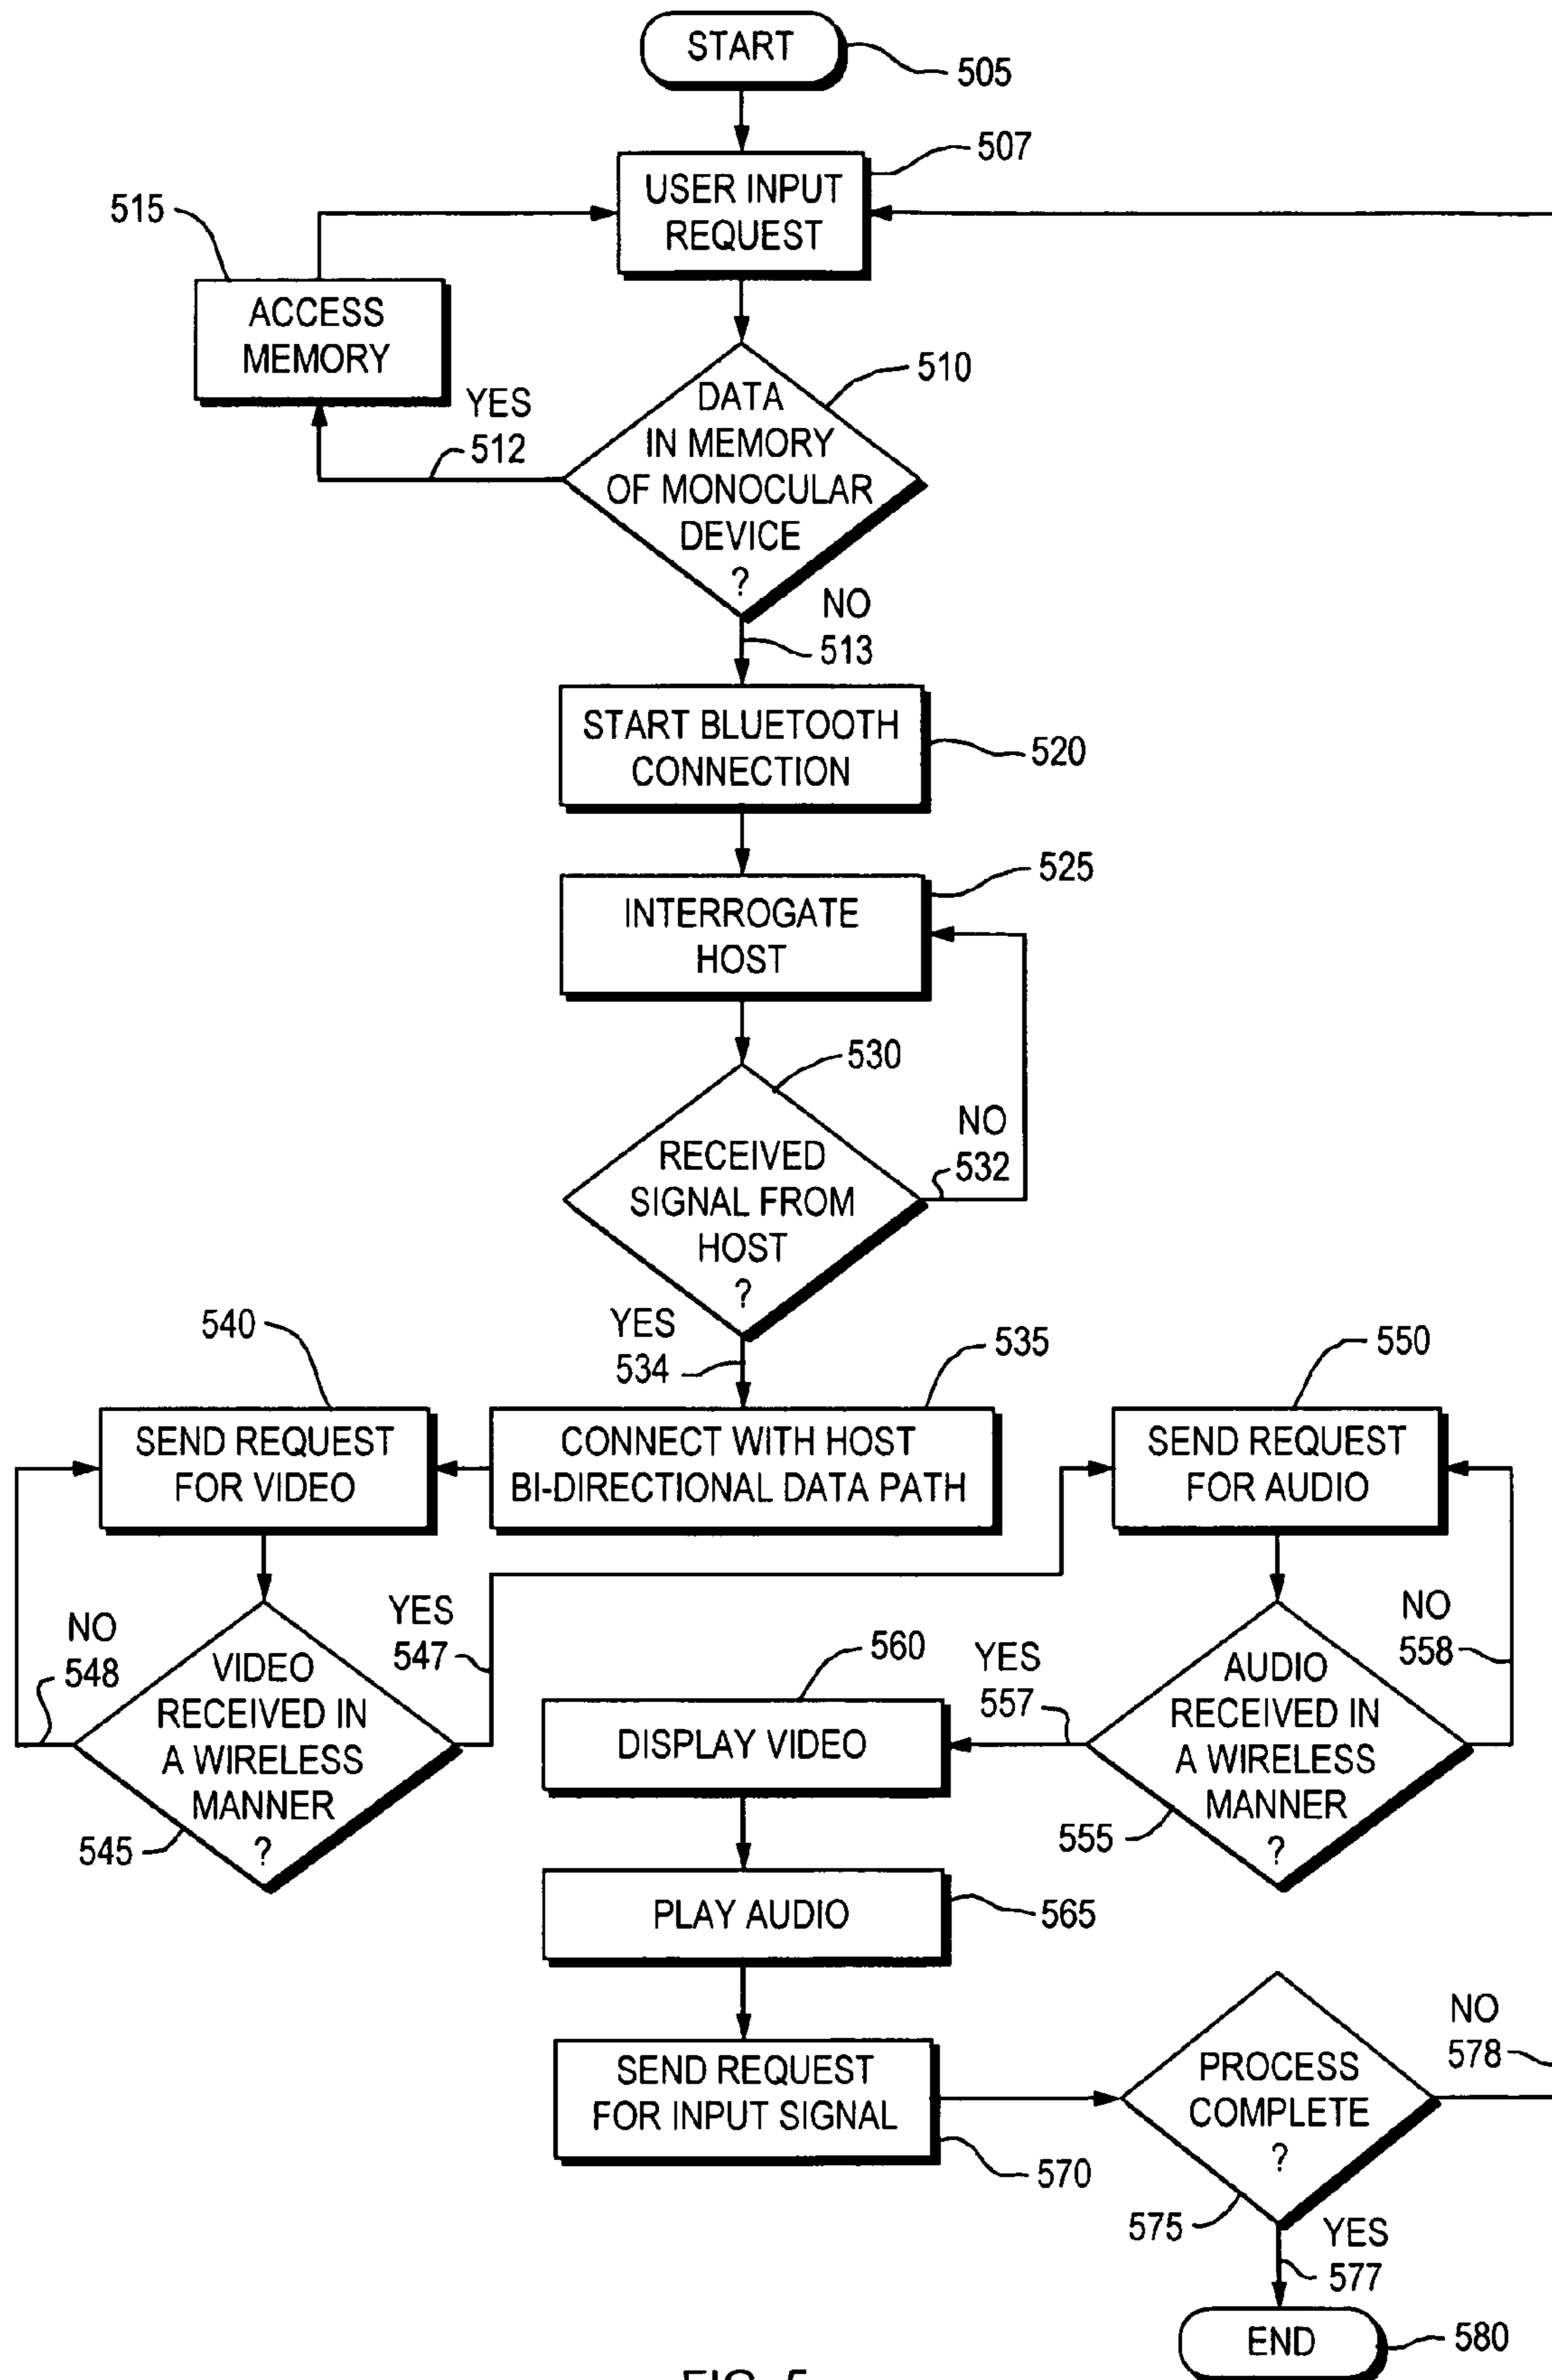 START
505
507
USER INPUT
REQUEST
515
ACCESS
MEMORY
510
DATA
IN MEMORY
OF MONOCULAR
DEVICE
?
YES
512
NO
513
START BLUETOOTH
CONNECTION
520
525
INTERROGATE
HOST
530
RECEIVED
SIGNAL FROM
HOST
?
NO
532
YES
534
540
535
550
SEND REQUEST
FOR VIDEO
CONNECT WITH HOST
BI-DIRECTIONAL DATA PATH
SEND REQUEST
FOR AUDIO
NO
548
YES
547
VIDEO
RECEIVED IN
A WIRELESS
MANNER
?
545
560
DISPLAY VIDEO
YES
557
AUDIO
RECEIVED IN
A WIRELESS
MANNER
?
555
NO
558
PLAY AUDIO
565
SEND REQUEST
FOR INPUT SIGNAL
570
PROCESS
COMPLETE
?
575
NO
578
YES
577
END
580
FIG. 5